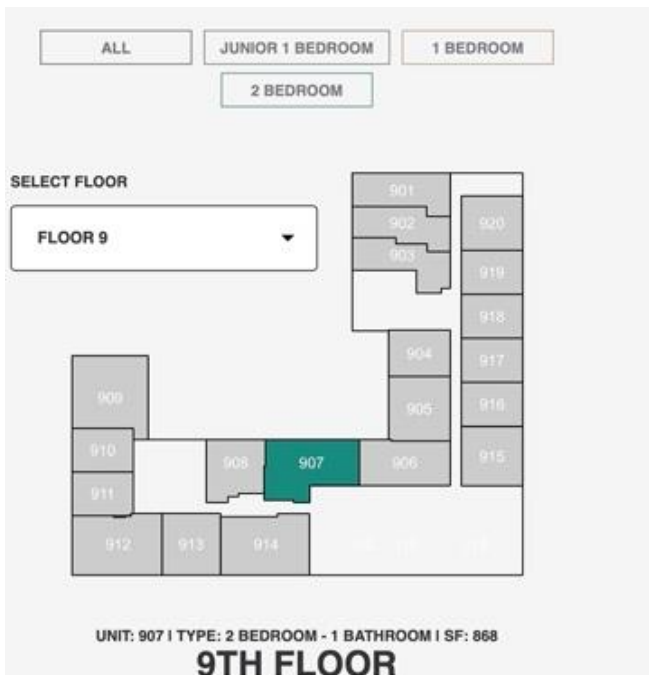 ALL
JUNIOR 1 BEDROOM
1 BEDROOM
2 BEDROOM
SELECT FLOOR
FLOOR 9
901
902
920
903
919
918
904
917
905
916
909
910
908
907
906
915
911
912
913
914
UNIT: 907 | TYPE: 2 BEDROOM - 1 BATHROOM | SF: 868
9TH FLOOR